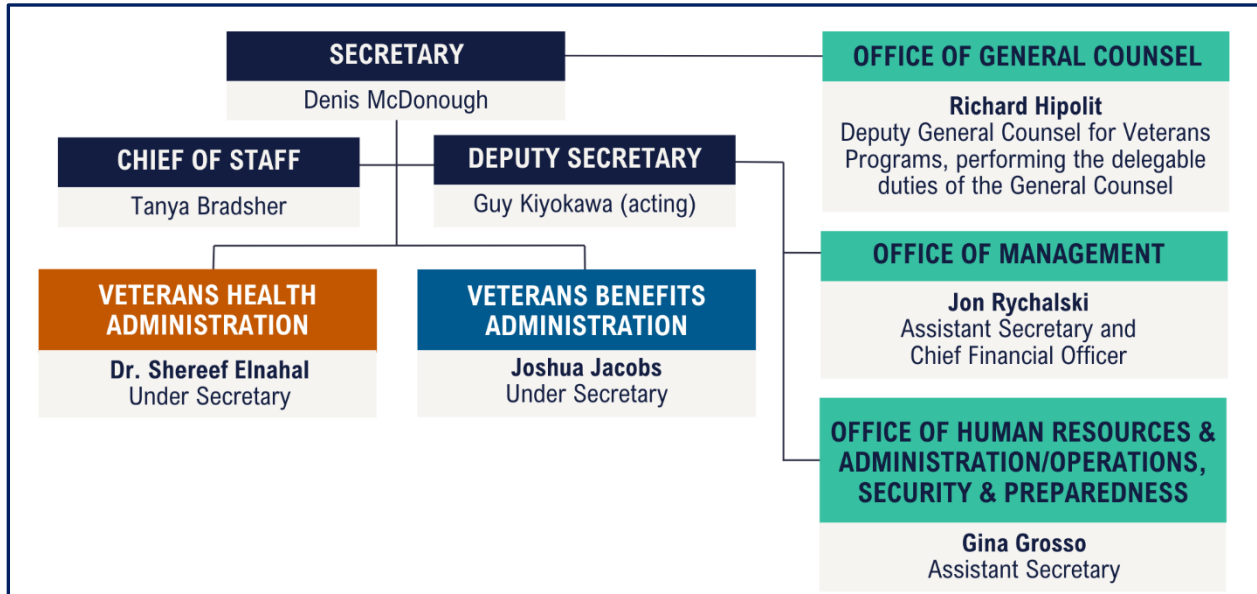 SECRETARY
Denis McDonough
OFFICE OF GENERAL COUNSEL
Richard Hipolit
Deputy General Counsel for Veterans
Programs, performing the delegable
duties of the General Counsel
CHIEF OF STAFF
Tanya Bradsher
DEPUTY SECRETARY
Guy Kiyokawa (acting)
OFFICE OF MANAGEMENT
Jon Rychalski
Assistant Secretary and
Chief Financial Officer
VETERANS HEALTH
ADMINISTRATION
Dr. Shereef Elnahal
Under Secretary
VETERANS BENEFITS
ADMINISTRATION
Joshua Jacobs
Under Secretary
OFFICE OF HUMAN RESOURCES &
ADMINISTRATION/OPERATIONS,
SECURITY & PREPAREDNESS
Gina Grosso
Assistant Secretary